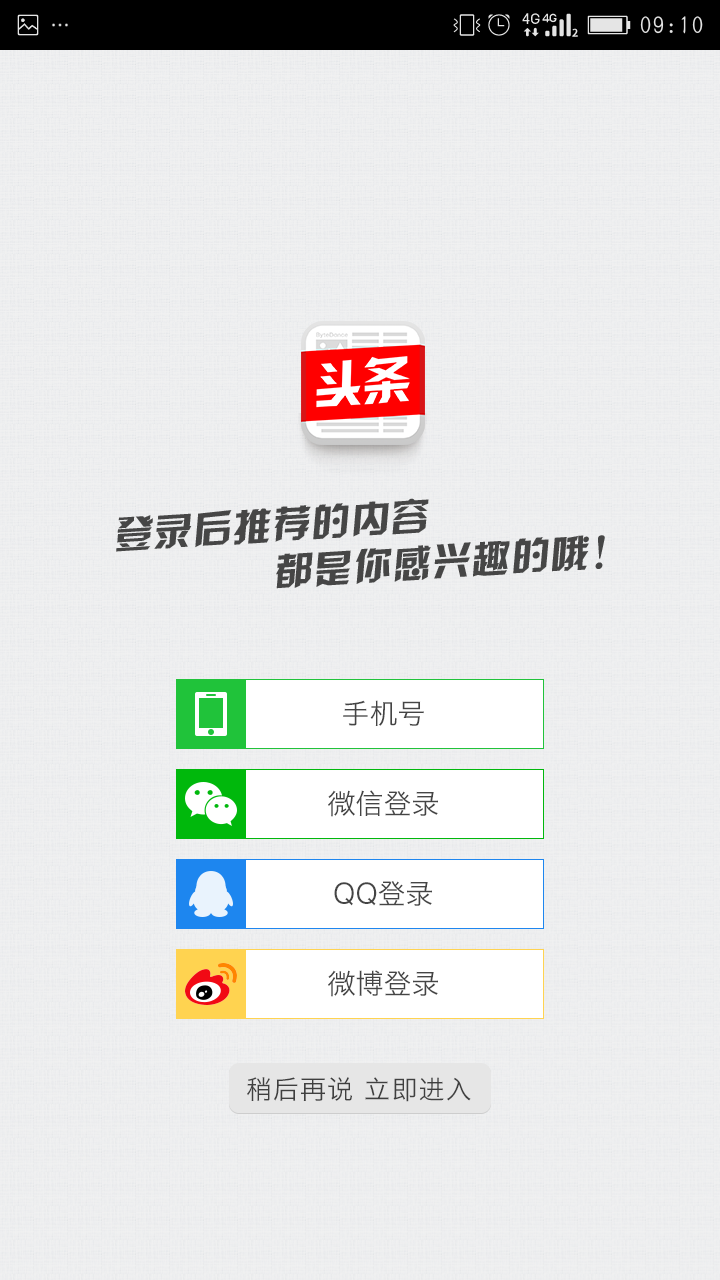 4G 4G 2 09:10
ByteDance
头条
登录后推荐的内容
都是你感兴趣的哦!
手机号
微信登录
QQ登录
微博登录
稍后再说 立即进入